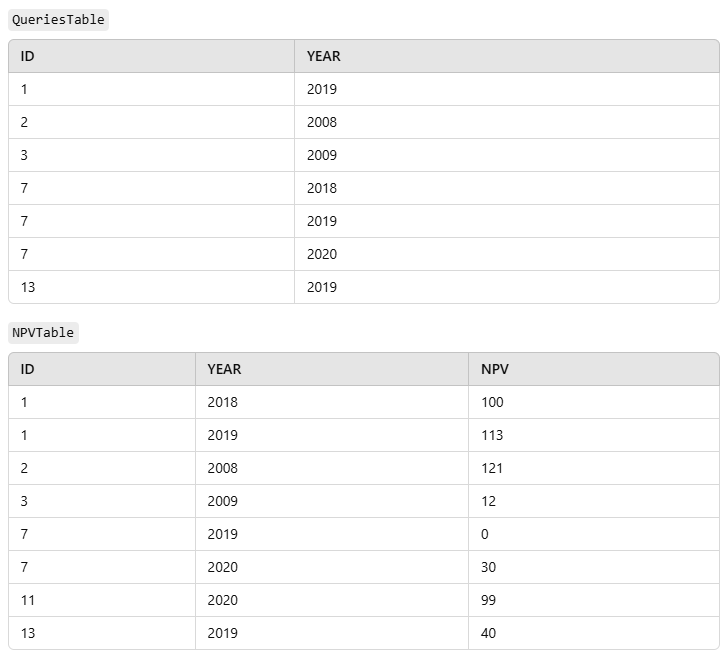 QueriesTable
ID YEAR
1 2019
2 2008
3 2009
7 2018
7 2019
7 2020
13 2019
NPVTable
ID YEAR NPV
1 2018 100
1 2019 113
2 2008 121
3 2009 12
7 2019 0
7 2020 30
11 2020 99
13 2019 40